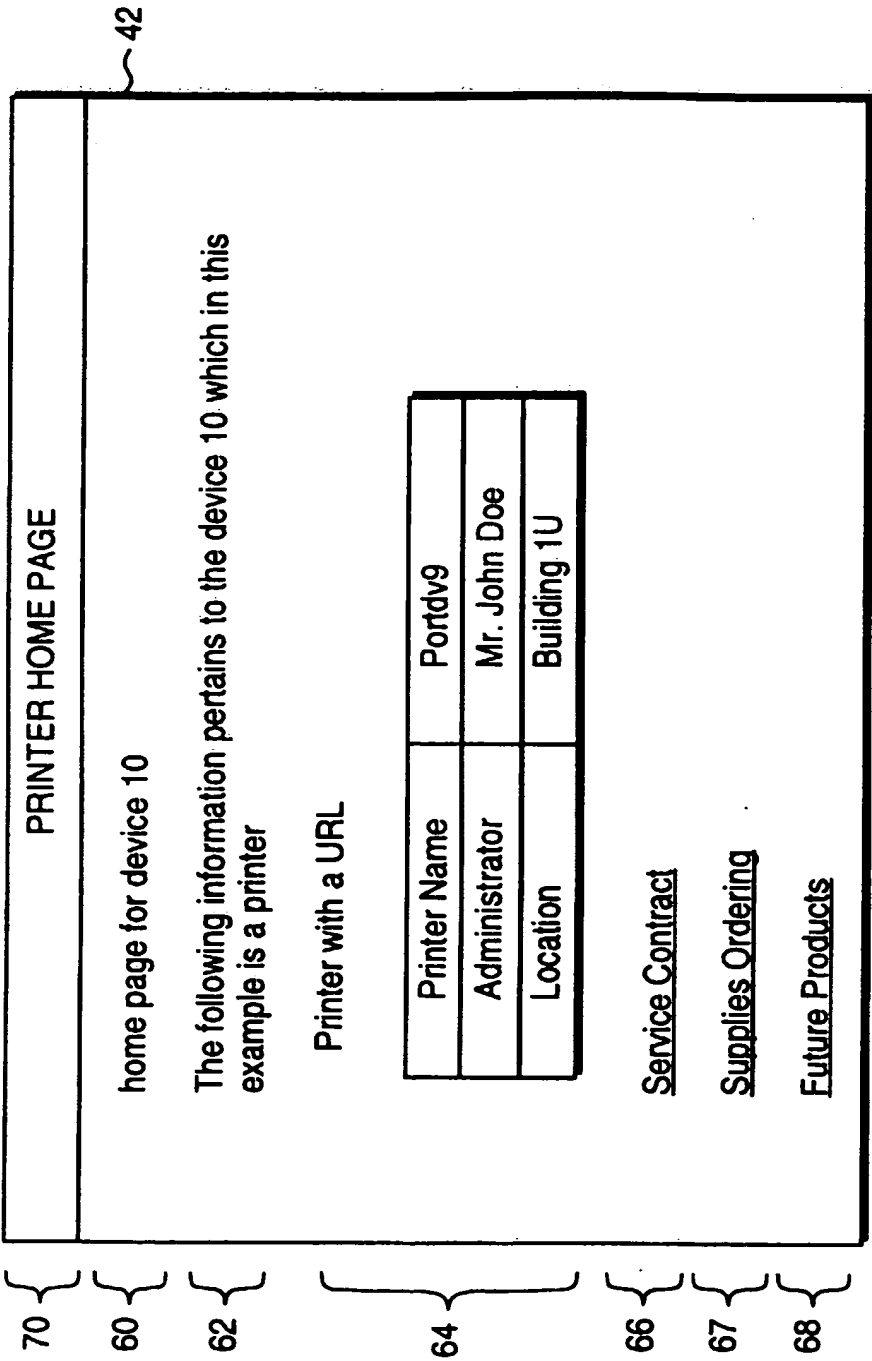 PRINTER HOME PAGE
42
home page for device 10
The following information pertains to the device 10 which in this
example is a printer
Printer with a URL
Printer Name Portdv9
Administrator Mr. John Doe
Location Building 1U
Service Contract
Supplies Ordering
Future Products
70
60
62
64
66
67
68